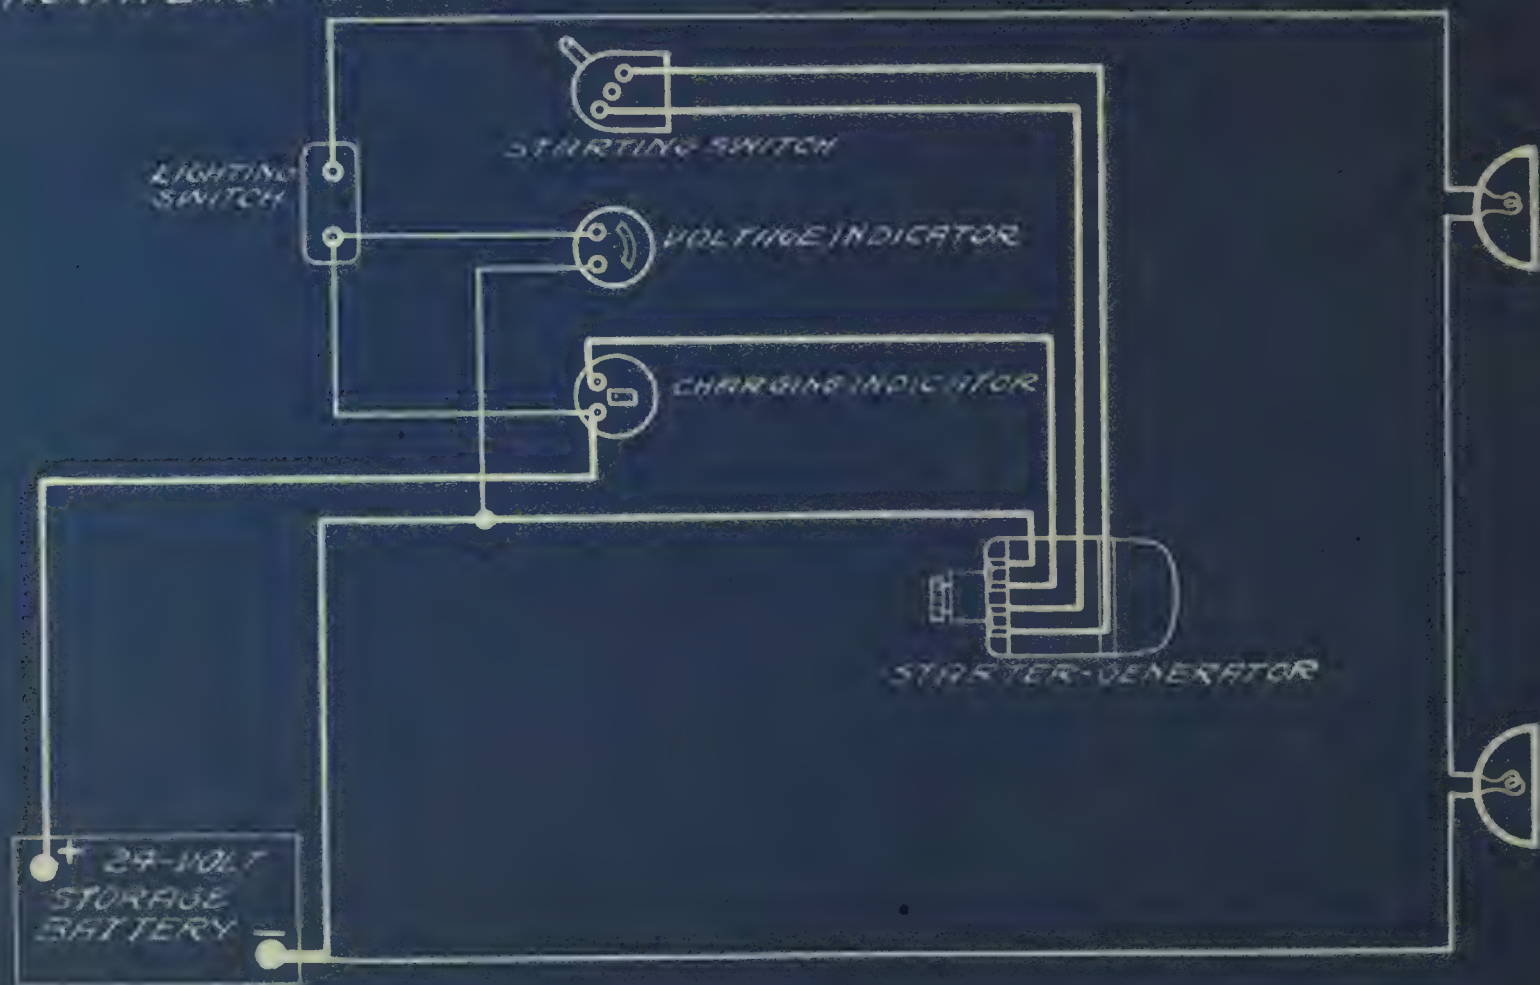 STARTING SWITCH
LIGHTING
SWITCH
VOLTAGE INDICATOR
CHARGING INDICATOR
STARTER-GENERATOR
+ 24-VOLT
STORAGE
BATTERY -